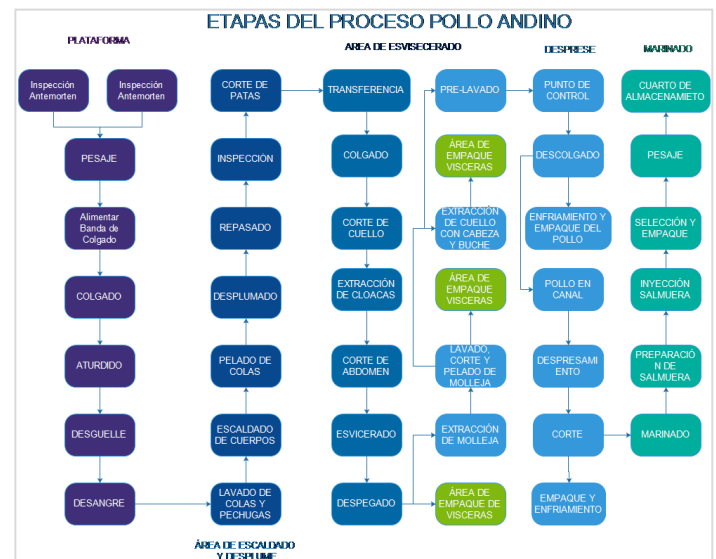 ETAPAS DEL PROCESO POLLO ANDINO
PLATAFORMA
Inspección
Antemorten
Inspección
Antemorten
PESAJE
Alimentar
Banda de
Colgado
COLGADO
ATURDIDO
DESGUELLE
DESANGRE
CORTE DE
PATAS
INSPECCIÓN
REPASADO
DESPLUMADO
PELADO DE
COLAS
ESCALDADO
DE CUERPOS
LAVADO DE
COLAS Y
PECHUGAS
ÁREA DE ESCALDADO
Y DESPLUME
AREA DE ESVISECERADO
TRANSFERENCIA
COLGADO
CORTE DE
CUELLO
EXTRACCIÓN
DE CLOACAS
CORTE DE
ABDOMEN
ESVICERADO
DESPEGADO
PRE-LAVADO
ÁREA DE
EMPAQUE
VISCERAS
EXTRACCIÓN
DE CUELLO
CON CABEZA
Y BUCHE
ÁREA DE
EMPAQUE
VISCERAS
LAVADO,
CORTE Y
PELADO DE
MOLLEJA
EXTRACCIÓN
DE MOLLEJA
ÁREA DE
EMPAQUE DE
VISCERAS
DESPRESE
PUNTO DE
CONTROL
DESCOLGADO
ENFRIAMIENTO Y
EMPAQUE DEL
POLLO
POLLO EN
CANAL
DESPRESAMI
ENTO
CORTE
EMPAQUE Y
ENFRIAMIENTO
MARINADO
CUARTO DE
ALMACENAMIETO
PESAJE
SELECCIÓN Y
EMPAQUE
INYECCIÓN
SALMUERA
PREPARACIÓ
N DE
SALMUERA
MARINADO